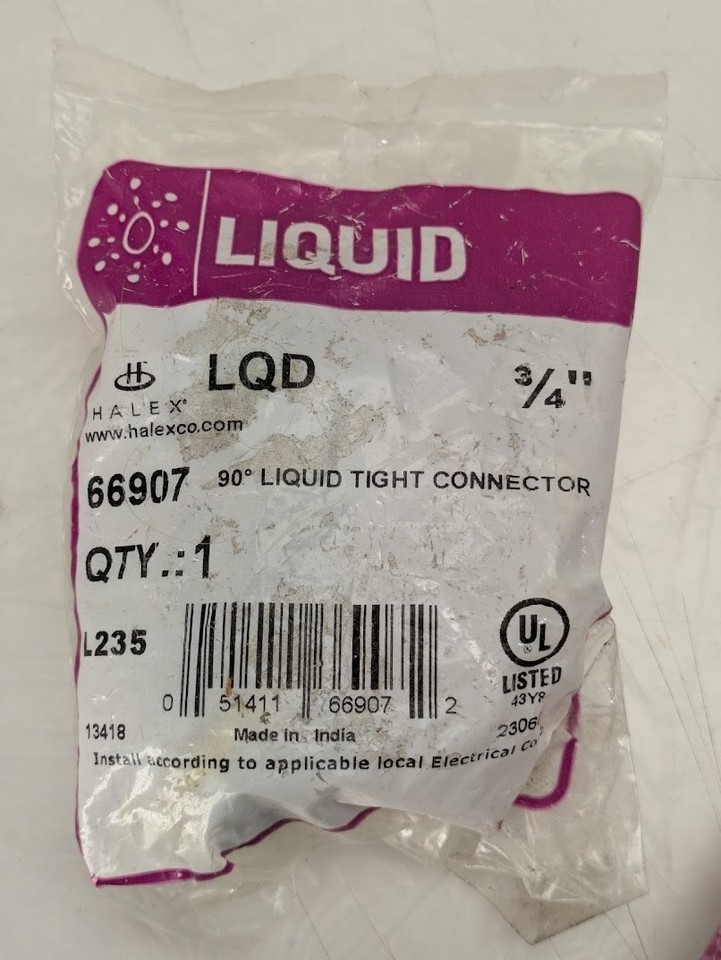 LIQUID
H
HALEX®
LQD
3/4"
www.halexco.com
66907 90° LIQUID TIGHT CONNECTOR
QTY.: 1
L235
UL
LISTED
0 51411 66907 2
13418
Made in India
Install according to applicable local Electrical